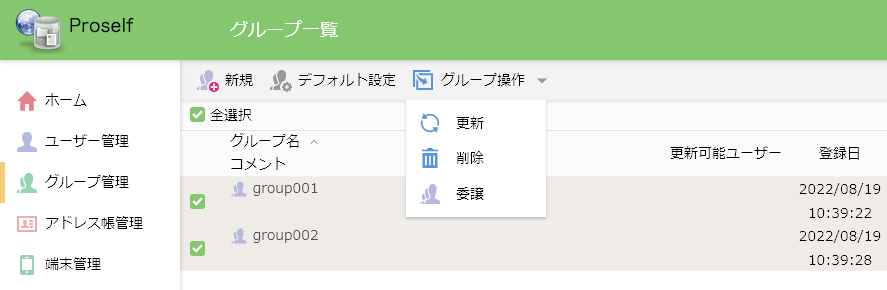 Proself
グループ一覧
ホーム
ユーザー管理
グループ管理
アドレス帳管理
端末管理
新規 デフォルト設定 グループ操作
更新
削除
委譲
全選択
グループ名 更新可能ユーザー 登録日
コメント
group001 2022/08/19
10:39:22
group002 2022/08/19
10:39:28